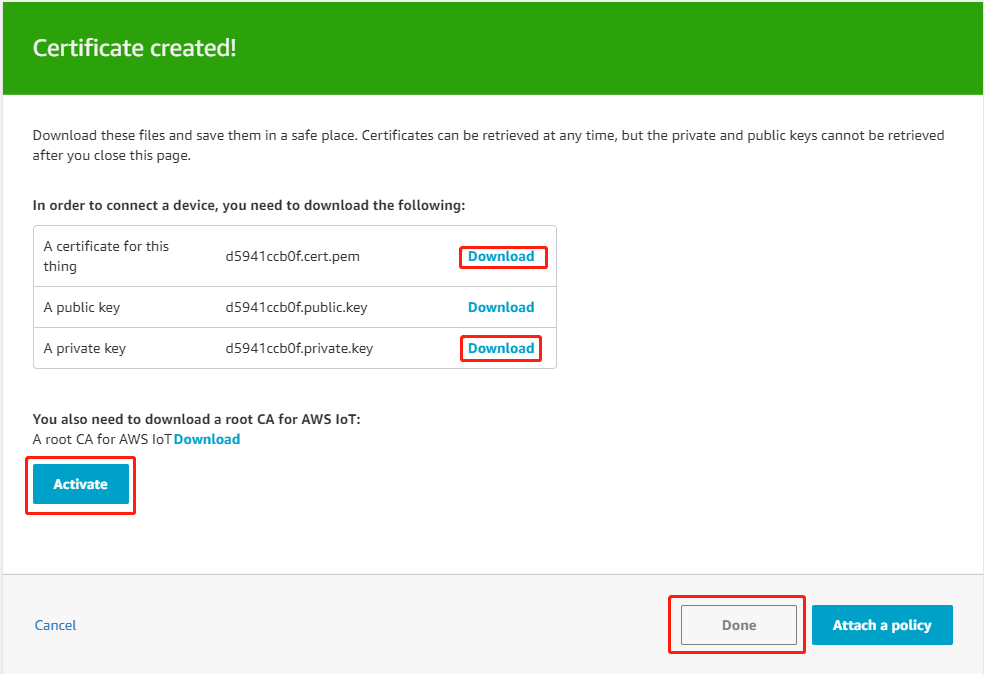 Certificate created!
Download these files and save them in a safe place. Certificates can be retrieved at any time, but the private and public keys cannot be retrieved
after you close this page.
In order to connect a device, you need to download the following:
A certificate for this
thing
d5941ccb0f.cert.pem
Download
A public key
d5941ccb0f.public.key
Download
A private key
d5941ccb0f.private.key
Download
You also need to download a root CA for AWS IoT:
A root CA for AWS IoT Download
Activate
Cancel
Done
Attach a policy